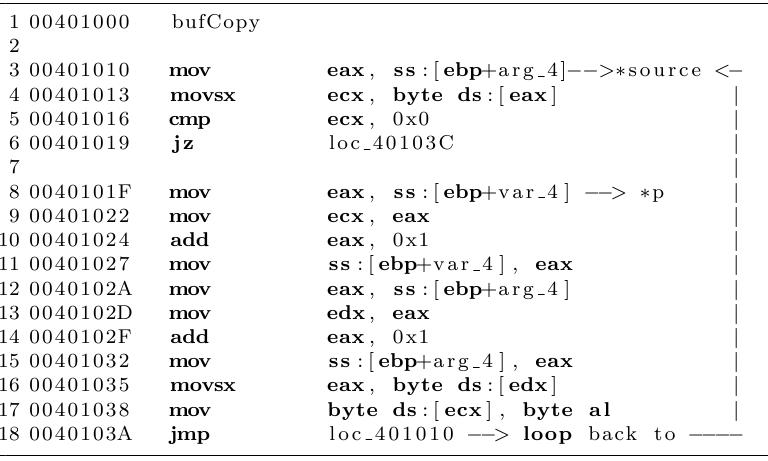 1 00401000 bufCopy
2
3 00401010 mov eax, ss:[ebp+arg_4]-->*source <-
4 00401013 movsx ecx, byte ds:[eax] |
5 00401016 cmp ecx, 0x0 |
6 00401019 jz loc_40103C |
7 |
8 0040101F mov eax, ss:[ebp+var_4] --> *p |
9 00401022 mov ecx, eax |
10 00401024 add eax, 0x1 |
11 00401027 mov ss:[ebp+var_4], eax |
12 0040102A mov eax, ss:[ebp+arg_4] |
13 0040102D mov edx, eax |
14 0040102F add eax, 0x1 |
15 00401032 mov ss:[ebp+arg_4], eax |
16 00401035 movsx eax, byte ds:[edx] |
17 00401038 mov byte ds:[ecx], byte al |
18 0040103A jmp loc_401010 --> loop back to ----